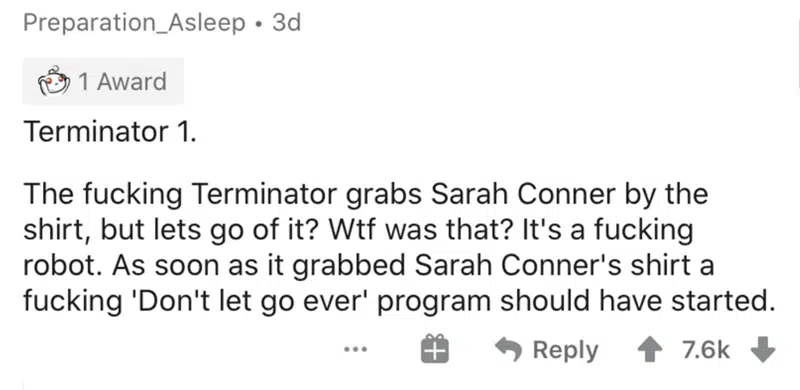 Preparation_Asleep • 3d
1 Award
Terminator 1.
The fucking Terminator grabs Sarah Conner by the
shirt, but lets go of it? Wtf was that? It's a fucking
robot. As soon as it grabbed Sarah Conner's shirt a
fucking 'Don't let go ever' program should have started.
... Reply 7.6k